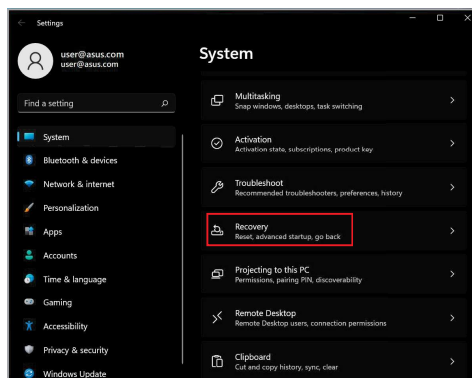 Settings
user@asus.com
user@asus.com
Find a setting
System
Bluetooth & devices
Network & internet
Personalization
Apps
Accounts
Time & language
Gaming
Accessibility
Privacy & security
Windows Update
System
Multitasking
Snap windows, desktops, task switching
Activation
Activation state, subscriptions, product key
Troubleshoot
Recommended troubleshooters, preferences, history
Recovery
Reset, advanced startup, go back
Projecting to this PC
Permissions, pairing PIN, discoverability
Remote Desktop
Remote Desktop users, connection permissions
Clipboard
Cut and copy history, sync, clear